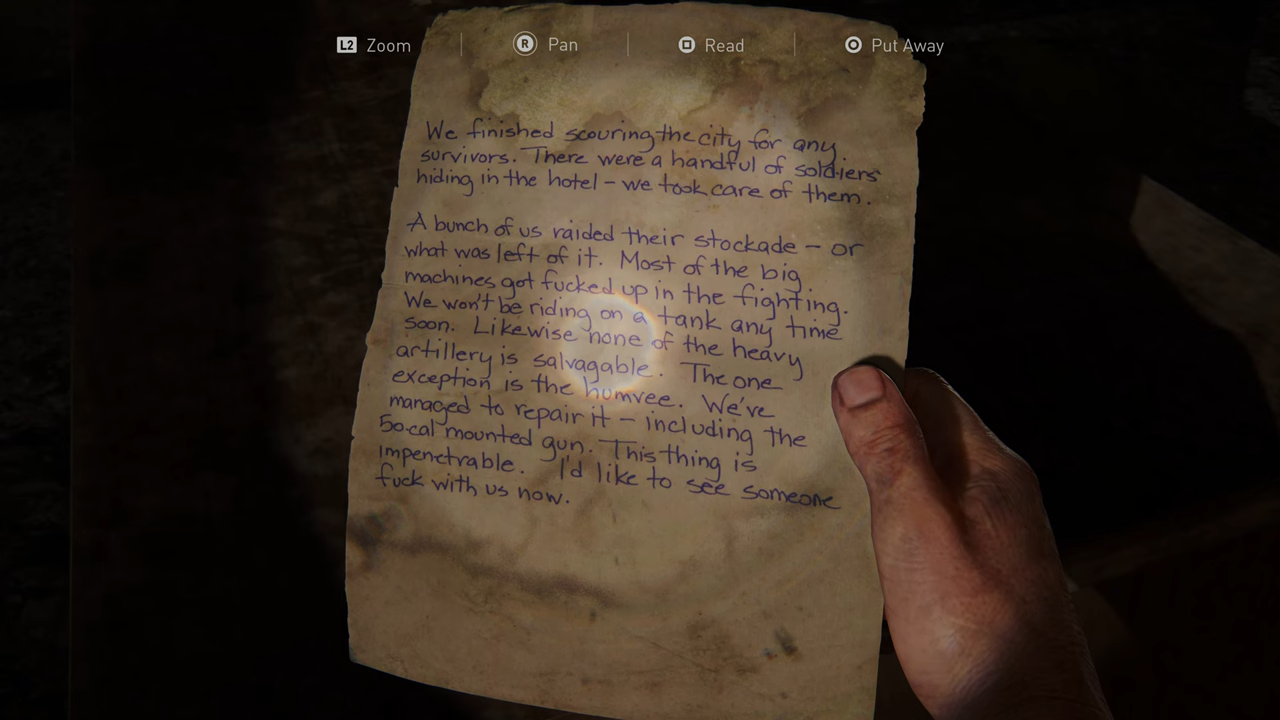 L2 Zoom R Pan Read Put Away
We finished scouring the city for any
survivors. There were a handful of soldiers
hiding in the hotel – we took care of them.
A bunch of us raided their stockade – or
what was left of it. Most of the big
machines got fucked up in the fighting.
We won't be riding on a tank any time
soon. Likewise none of the heavy
artillery is salvagable. The one
exception is the humvee. We've
managed to repair it – including the
50.cal mounted gun. This thing is
impenetrable. I'd like to see someone
fuck with us now.